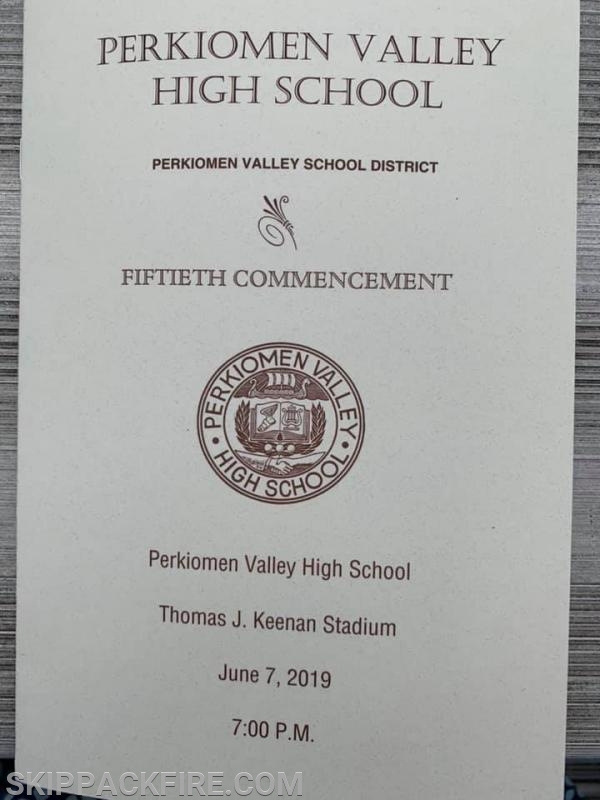 PERKIOMEN VALLEY
HIGH SCHOOL
PERKIOMEN VALLEY SCHOOL DISTRICT
FIFTIETH COMMENCEMENT
PERKIOMEN VALLEY
HIGH SCHOOL
Perkiomen Valley High School
Thomas J. Keenan Stadium
June 7, 2019
7:00 P.M.
SKIPPACKFIRE.COM